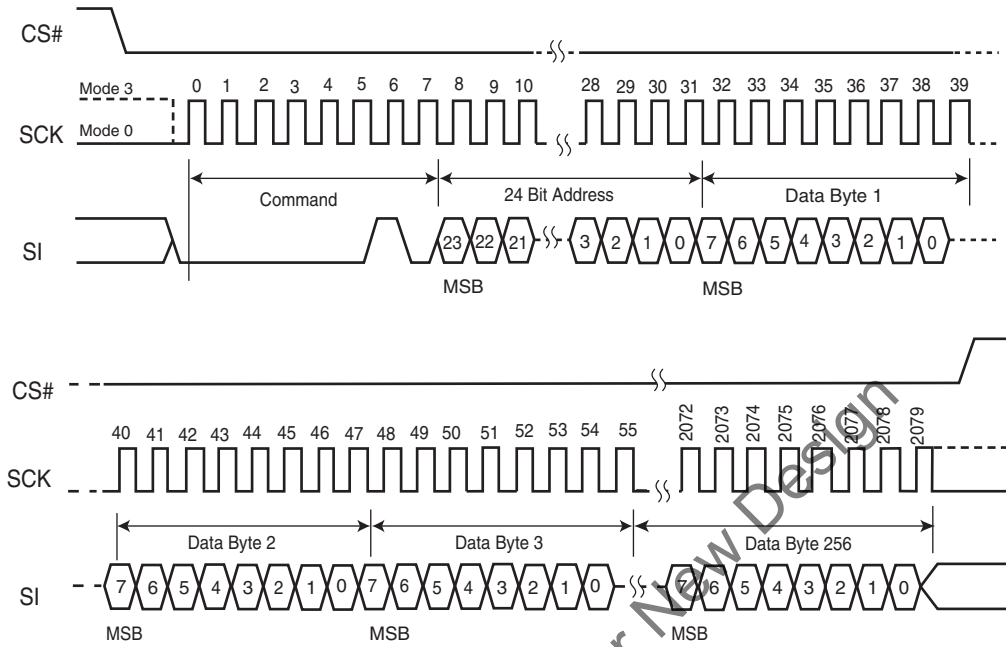 CS#
Mode 3
0 1 2 3 4 5 6 7 8 9 10 28 29 30 31 32 33 34 35 36 37 38 39
SCK
Mode 0
Command 24 Bit Address Data Byte 1
SI
23 22 21 3 2 1 0 7 6 5 4 3 2 1 0
MSB MSB
CS#
40 41 42 43 44 45 46 47 48 49 50 51 52 53 54 55 2072 2073 2074 2075 2076 2077 2078 2079
SCK
Data Byte 2 Data Byte 3 Data Byte 256
SI
7 6 5 4 3 2 1 0 7 6 5 4 3 2 1 0 7 6 5 4 3 2 1 0
MSB MSB MSB
r New Design